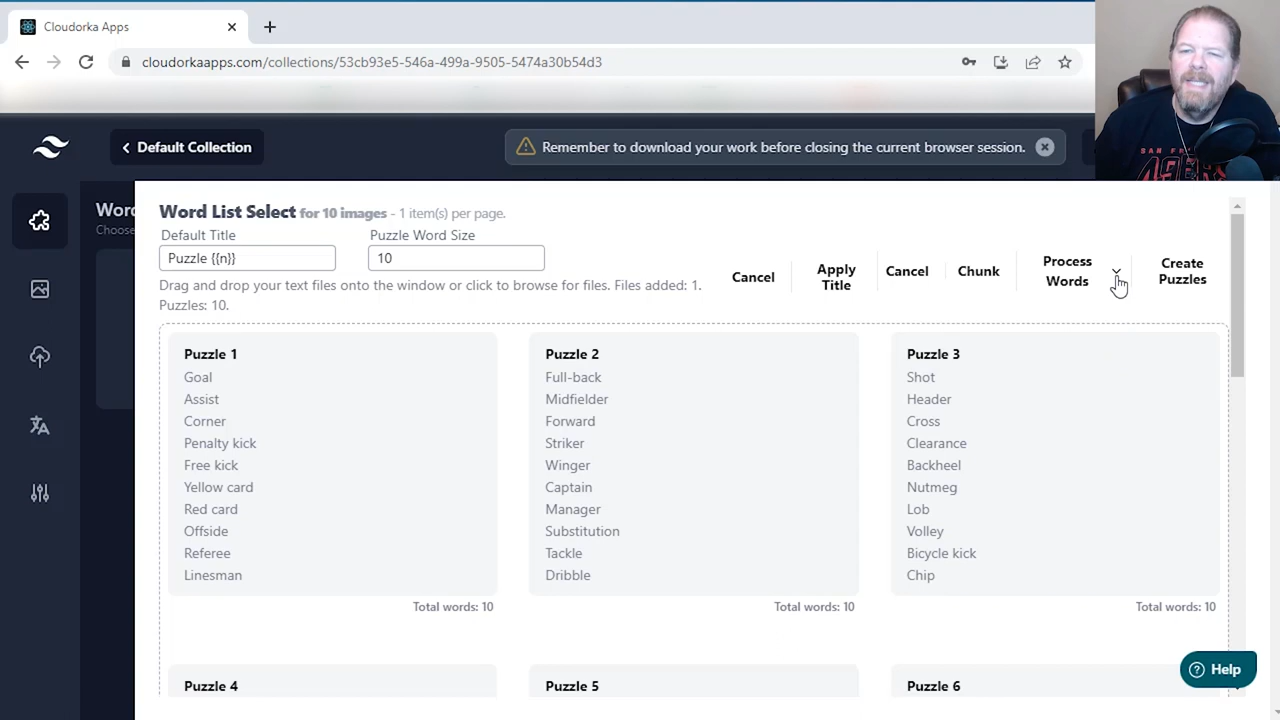 Cloudorka Apps
cloudorkaapps.com/collections/53cb93e5-546a-499a-9505-5474a30b54d3
Default Collection
Remember to download your work before closing the current browser session.
Word
Choose
Word List Select for 10 images - 1 item(s) per page.
Default Title
Puzzle Word Size
Puzzle {{n}}
10
Drag and drop your text files onto the window or click to browse for files. Files added: 1.
Puzzles: 10.
Cancel
Apply
Title
Cancel
Chunk
Process
Words
Create
Puzzles
Puzzle 1
Goal
Assist
Corner
Penalty kick
Free kick
Yellow card
Red card
Offside
Referee
Linesman
Total words: 10
Puzzle 2
Full-back
Midfielder
Forward
Striker
Winger
Captain
Manager
Substitution
Tackle
Dribble
Total words: 10
Puzzle 3
Shot
Header
Cross
Clearance
Backheel
Nutmeg
Lob
Volley
Bicycle kick
Chip
Total words: 10
Puzzle 4
Puzzle 5
Puzzle 6
Help
SAN FR
49ERS